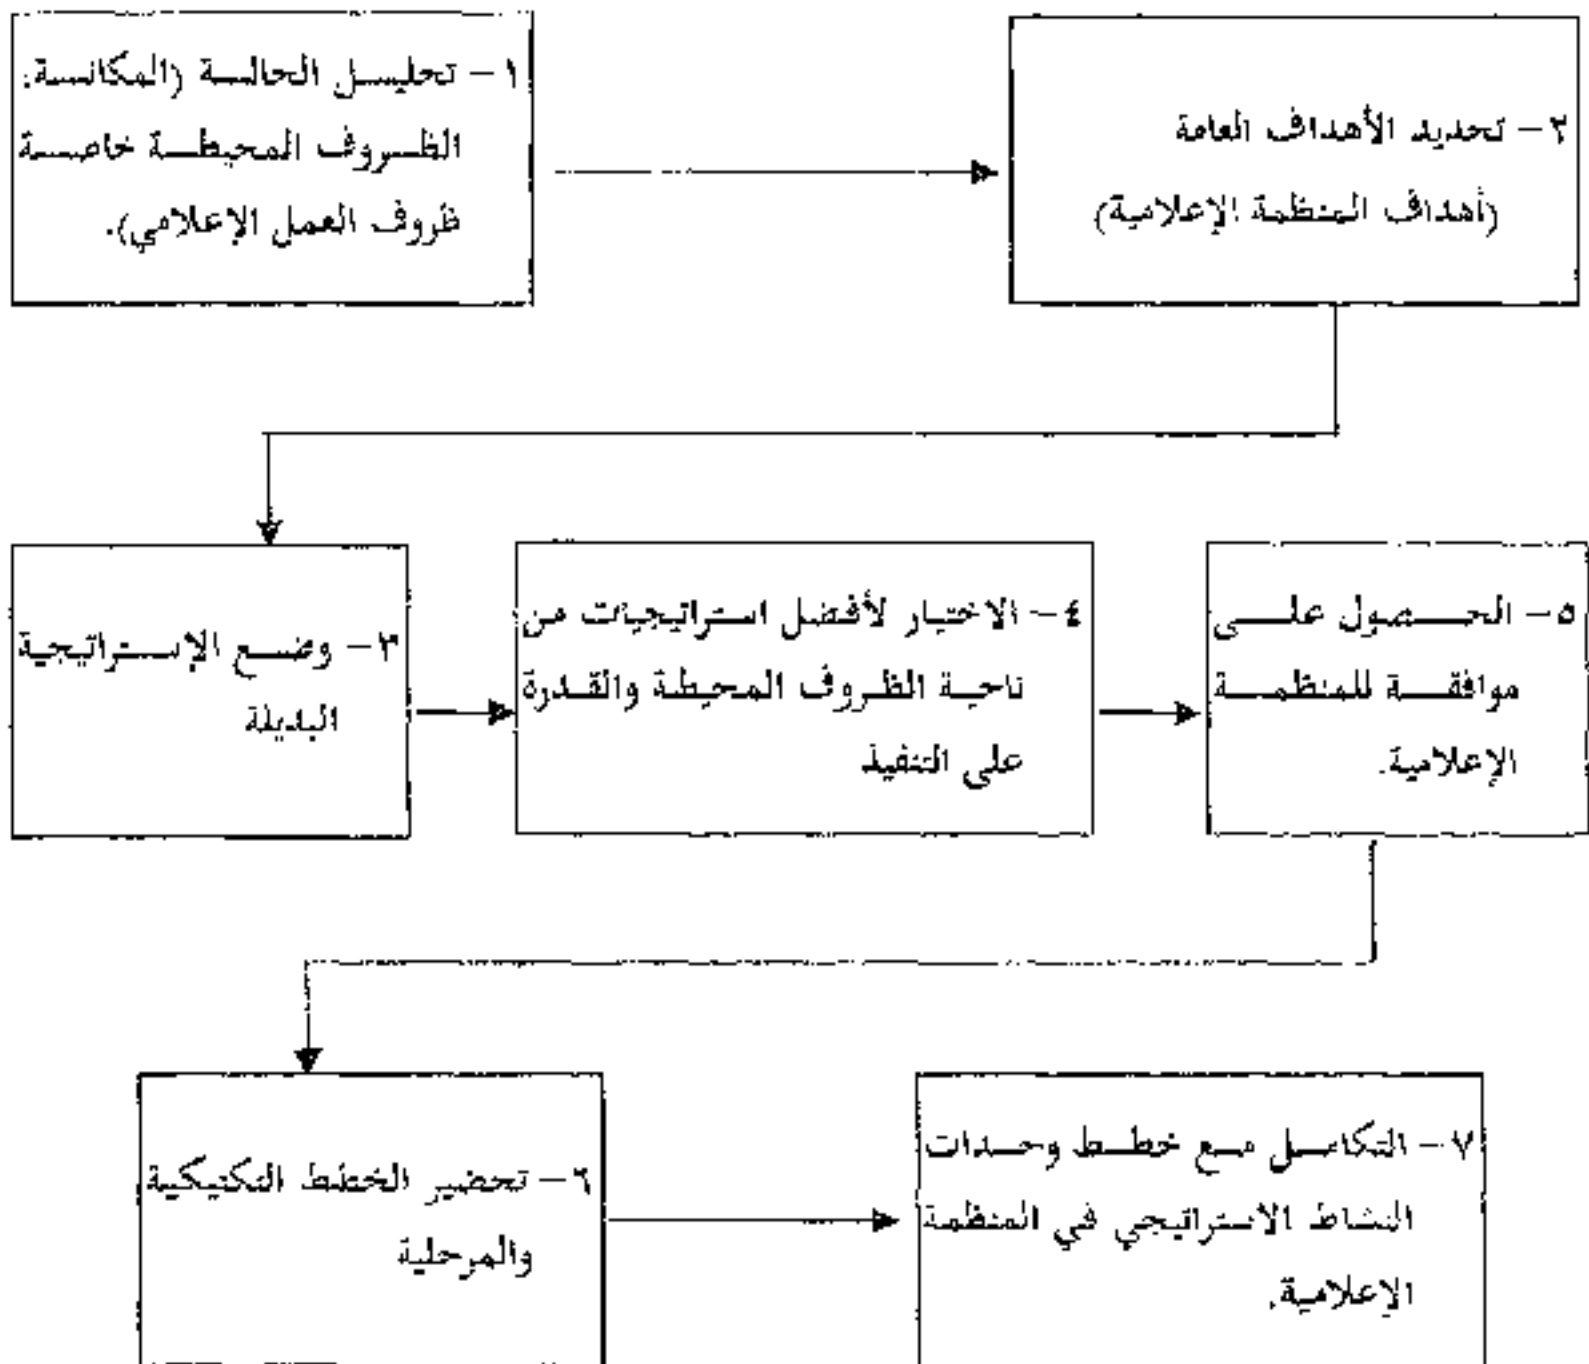 ١- تحليل الحالة (المكانة،
الظروف المحيطة خاصة
ظروف العمل الإعلامي).
٢- تحديد الأهداف العامة
(أهداف المنظمة الإعلامية)
٣- وضع الإستراتيجية
البديلة
٤- الاختيار لأفضل استراتيجيات من
ناحية الظروف المحيطة والقدرة
على التنفيذ
٥- الحصول على
موافقة للمنظمة
الإعلامية.
٦- تحضير الخطط التكتيكية
والمرحلية
٧- التكامل مع خطط وحدات
النشاط الاستراتيجي في المنظمة
الإعلامية.